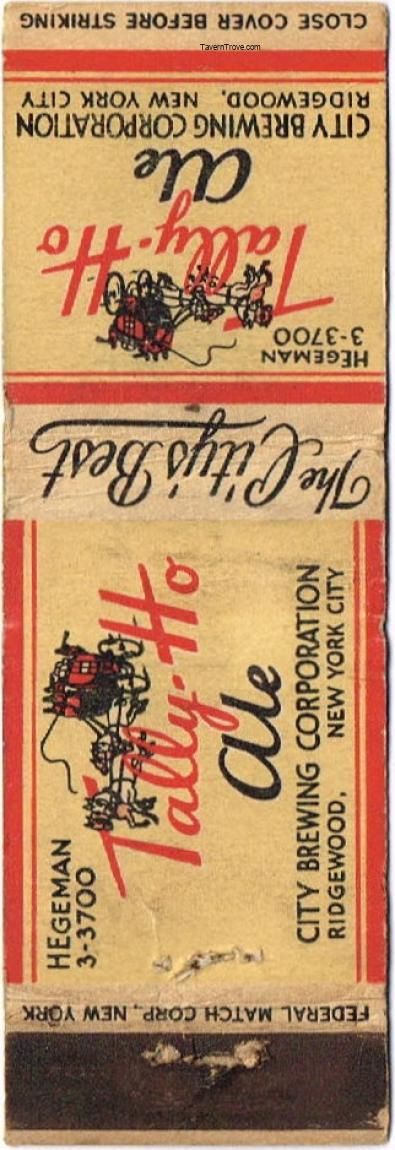 CLOSE COVER BEFORE STRIKING
TavernTrove.com
HEGEMAN
3-3700
Tally-Ho
Ale
CITY BREWING CORPORATION
RIDGEWOOD, NEW YORK CITY
The City's Best
HEGEMAN
3-3700
Tally-Ho
Ale
CITY BREWING CORPORATION
RIDGEWOOD, NEW YORK CITY
FEDERAL MATCH CORP., NEW YORK